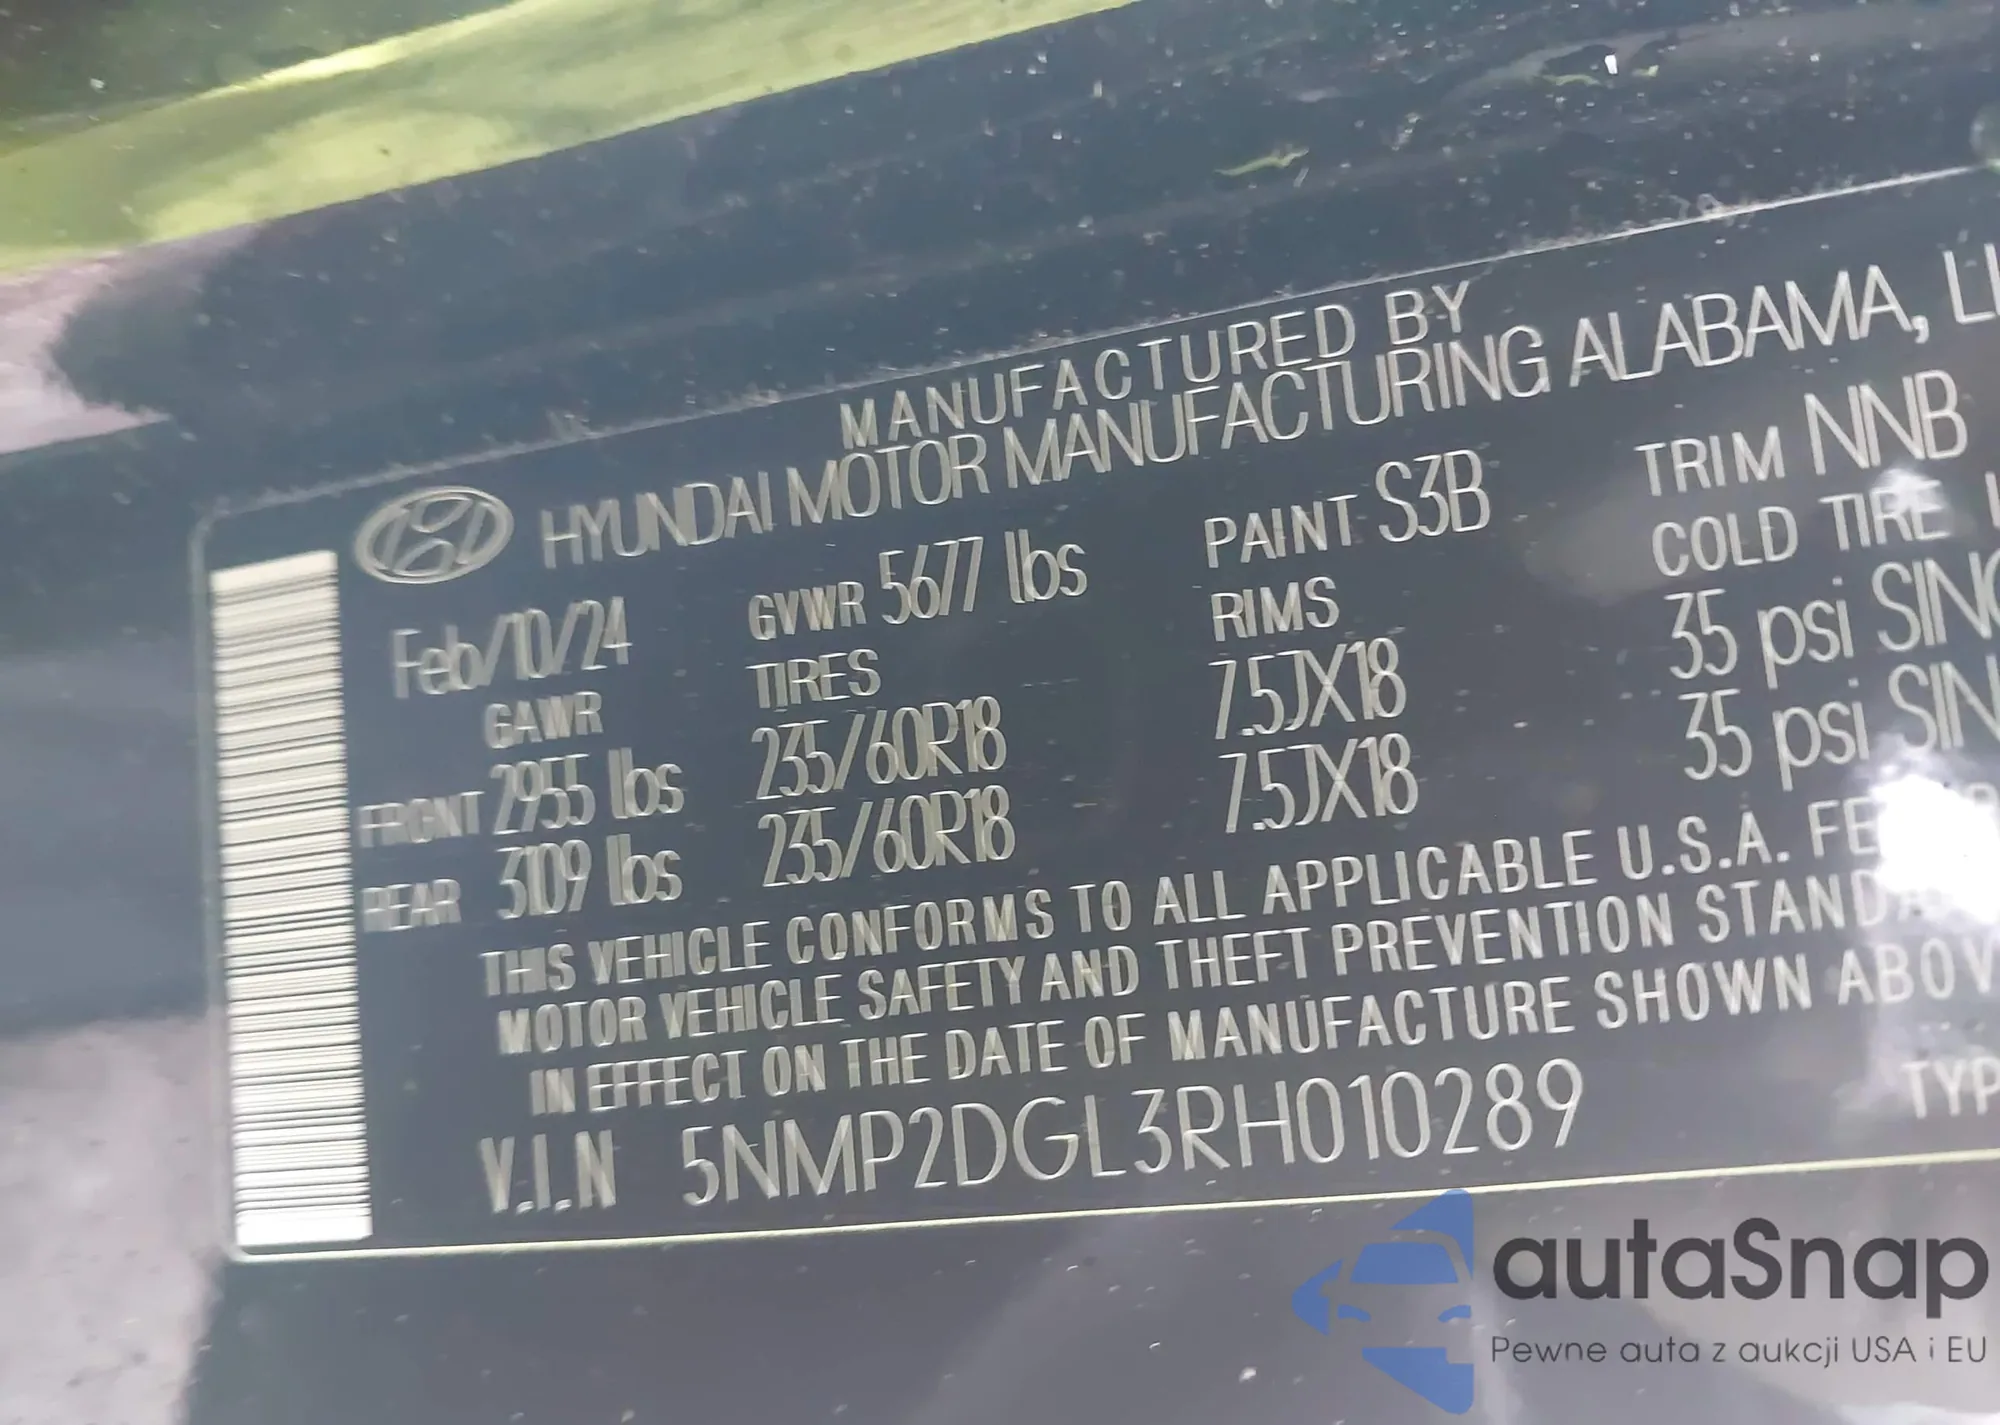 MANUFACTURED BY
HYUNDAI MOTOR MANUFACTURING ALABAMA,
Feb/10/24 GVWR 5677 lbs PAINT S3B TRIM NNB
GAWR TIRES RIMS COLD TIRE
FRONT 2955 lbs 235/60R18 7.5JX18 35 psi
REAR 3109 lbs 235/60R18 7.5JX18 35 psi
THIS VEHICLE CONFORMS TO ALL APPLICABLE U.S.A.
MOTOR VEHICLE SAFETY AND THEFT PREVENTION
IN EFFECT ON THE DATE OF MANUFACTURE SHOWN
V.I.N 5NMP2DGL3RH010289
autaSnap
Pewne auta z aukcji USA i EU